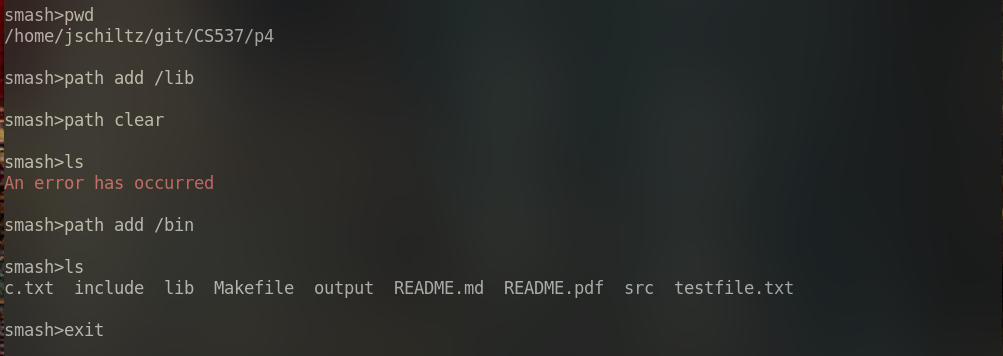 smash>pwd
/home/jschiltz/git/CS537/p4
smash>path add /lib
smash>path clear
smash>ls
An error has occurred
smash>path add /bin
smash>ls
c.txt  include  lib  Makefile  output  README.md  README.pdf  src  testfile.txt
smash>exit